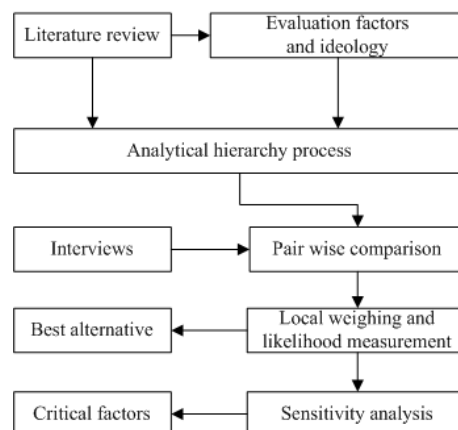 Literature review
Evaluation factors
and ideology
Analytical hierarchy process
Interviews
Pair wise comparison
Best alternative
Local weighing and
likelihood measurement
Critical factors
Sensitivity analysis